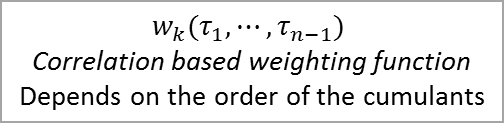 w_k(τ_1, ⋯, τ_{n−1})
Correlation based weighting function
Depends on the order of the cumulants